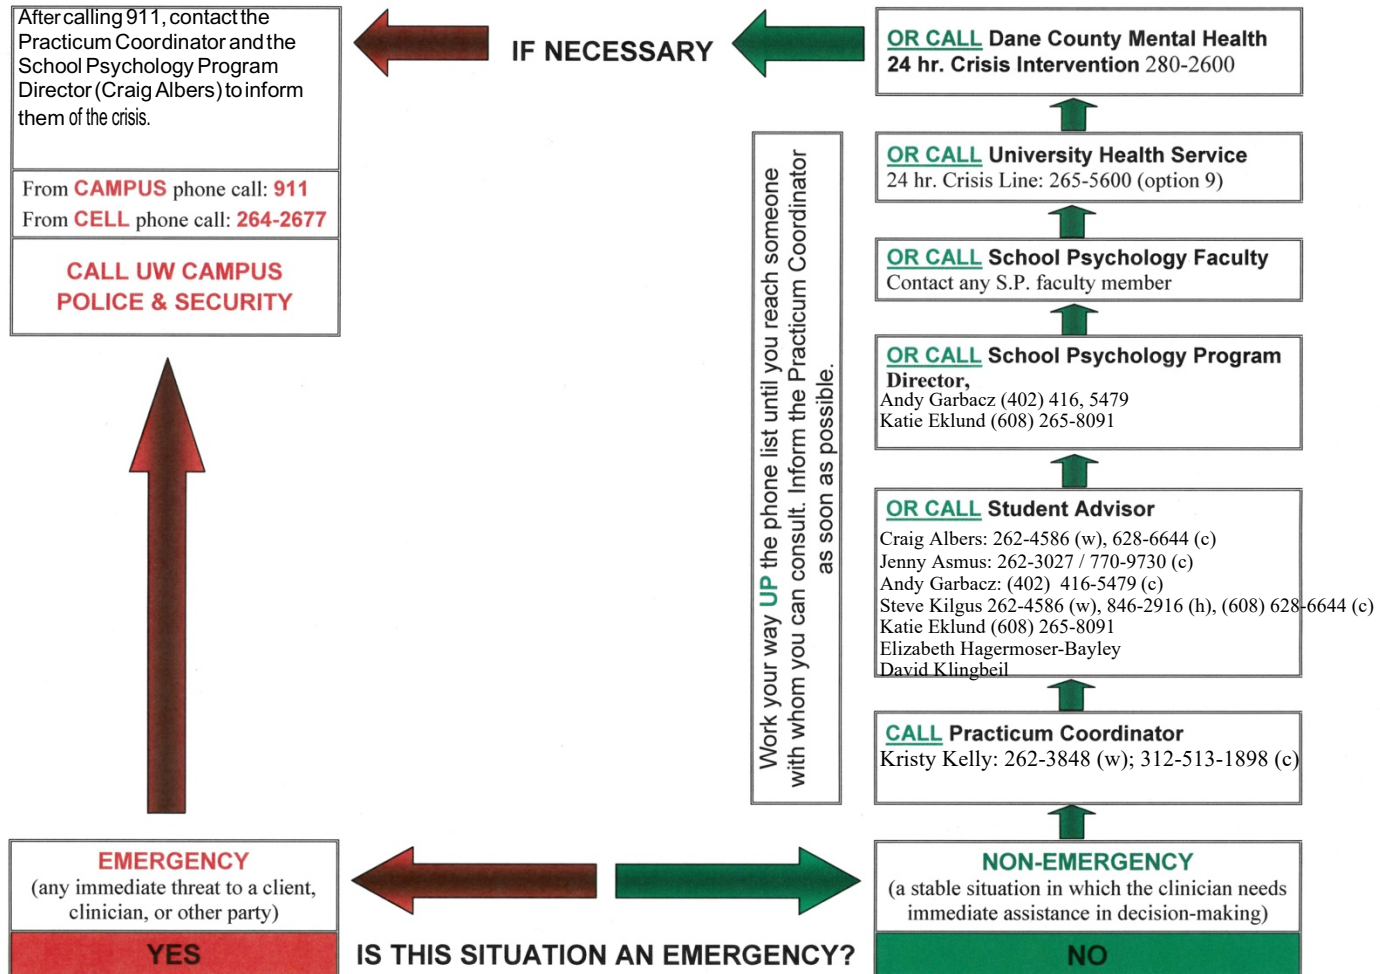 After calling 911, contact the
Practicum Coordinator and the
School Psychology Program
Director (Craig Albers) to inform
them of the crisis.
From CAMPUS phone call: 911
From CELL phone call: 264-2677
CALL UW CAMPUS
POLICE & SECURITY
IF NECESSARY
OR CALL Dane County Mental Health
24 hr. Crisis Intervention 280-2600
OR CALL University Health Service
24 hr. Crisis Line: 265-5600 (option 9)
OR CALL School Psychology Faculty
Contact any S.P. faculty member
OR CALL School Psychology Program
Director,
Andy Garbacz (402) 416, 5479
Katie Eklund (608) 265-8091
OR CALL Student Advisor
Craig Albers: 262-4586 (w), 628-6644 (c)
Jenny Asmus: 262-3027 / 770-9730 (c)
Andy Garbacz: (402) 416-5479 (c)
Steve Kilgus 262-4586 (w), 846-2916 (h), (608) 628-6644 (c)
Katie Eklund (608) 265-8091
Elizabeth Hagermoser-Bayley
David Klingbeil
CALL Practicum Coordinator
Kristy Kelly: 262-3848 (w); 312-513-1898 (c)
Work your way UP the phone list until you reach someone
with whom you can consult. Inform the Practicum Coordinator
as soon as possible.
EMERGENCY
(any immediate threat to a client,
clinician, or other party)
YES
IS THIS SITUATION AN EMERGENCY?
NON-EMERGENCY
(a stable situation in which the clinician needs
immediate assistance in decision-making)
NO